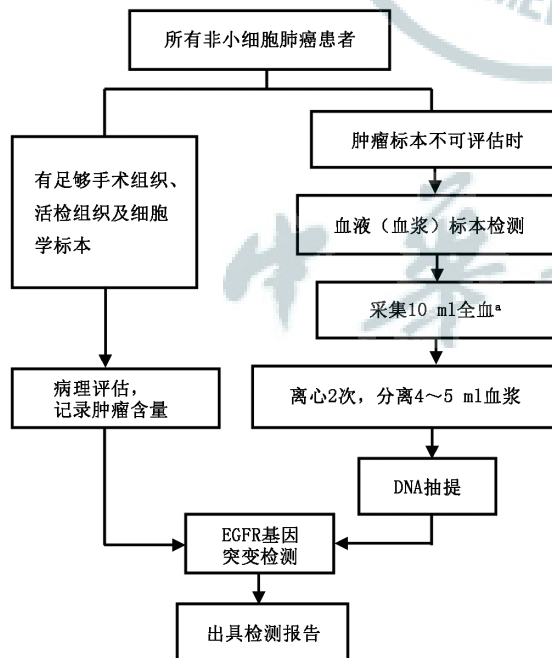 所有非小细胞肺癌患者
有足够手术组织、
活检组织及细胞
学标本
病理评估，
记录肿瘤含量
肿瘤标本不可评估时
血液（血浆）标本检测
采集10 ml全血ᵃ
离心2次，分离4～5 ml血浆
DNA抽提
EGFR基因
突变检测
出具检测报告